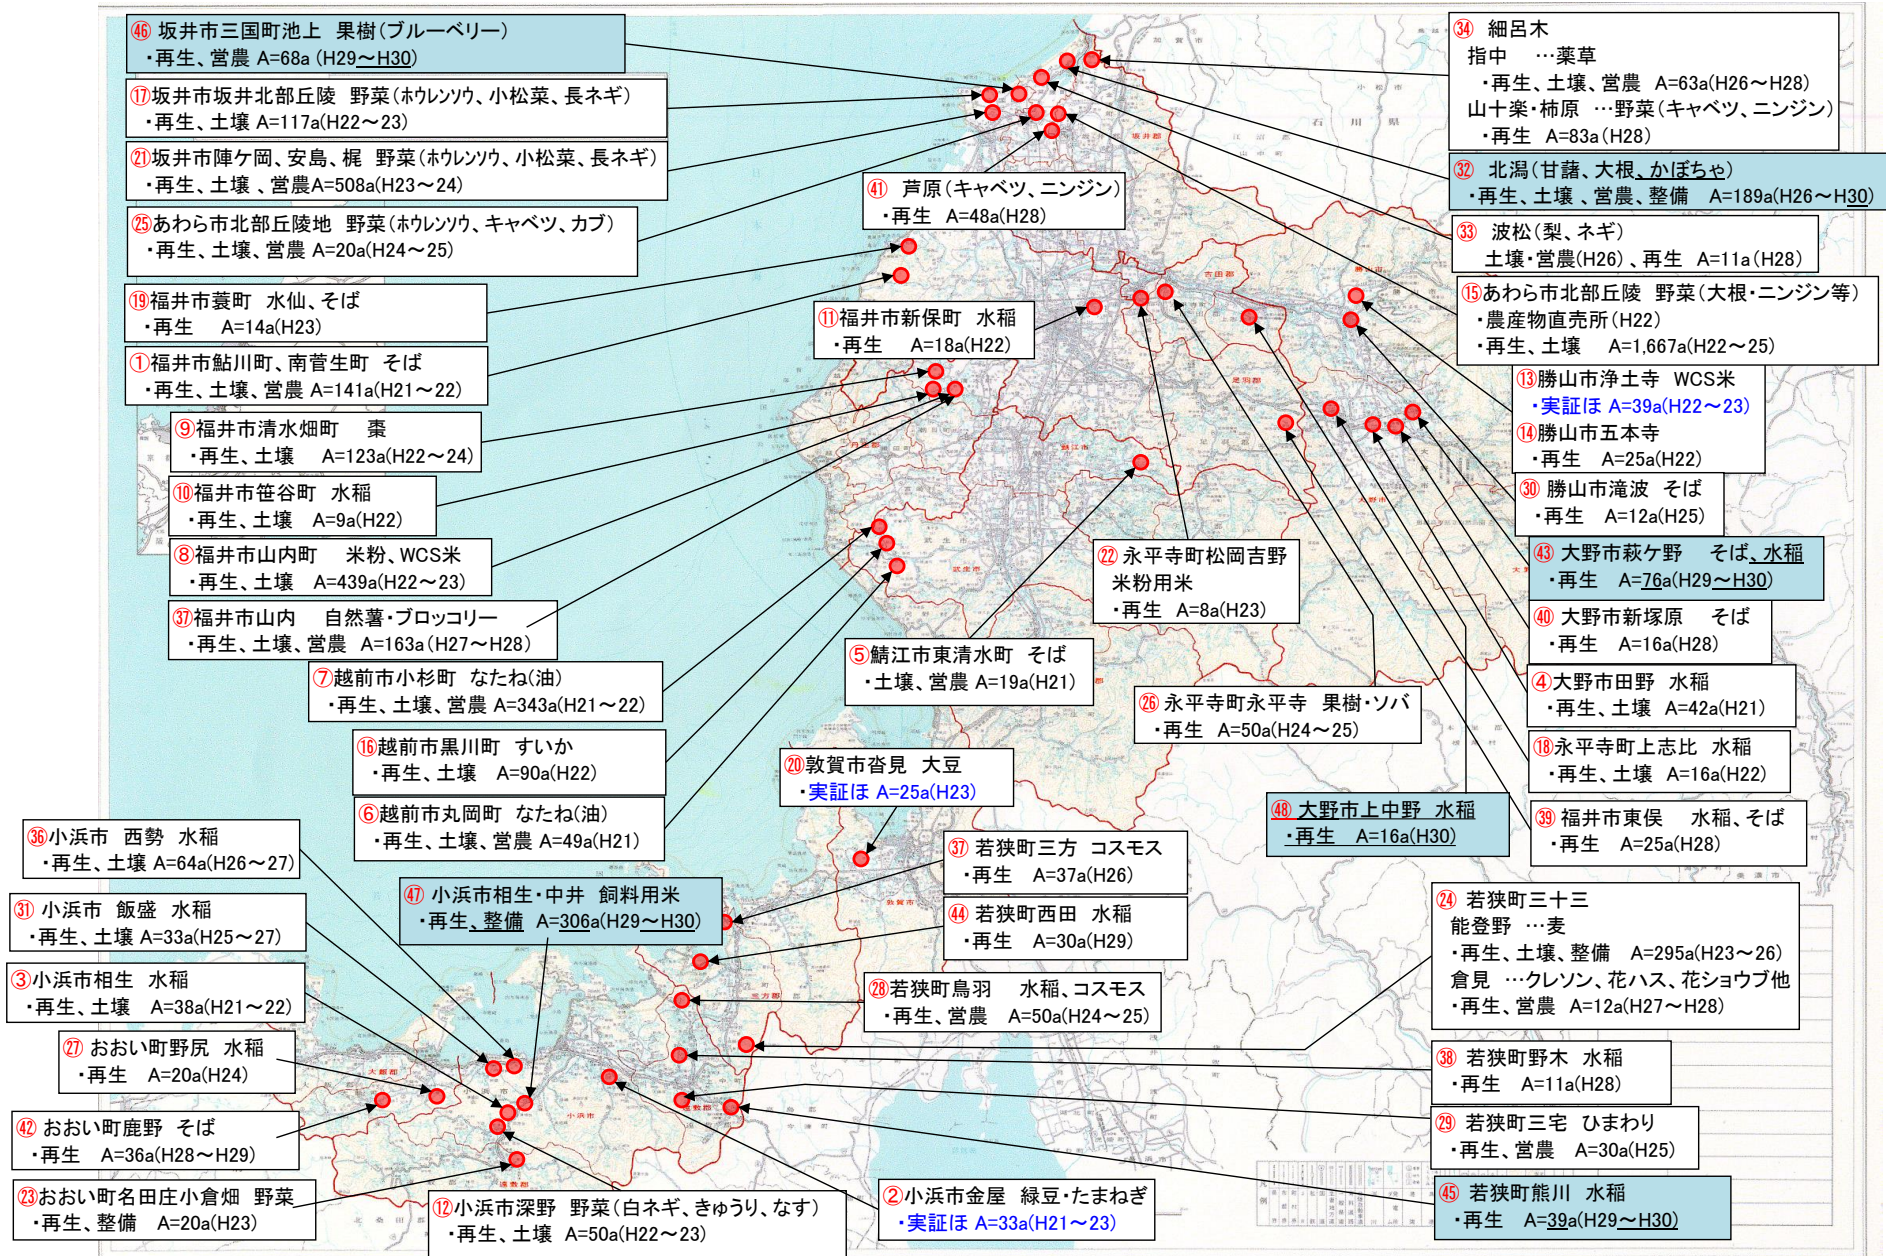 ㊻ 坂井市三国町池上 果樹(ブルーベリー)
・再生、営農 A=68a (H29～H30)
⑰坂井市坂井北部丘陵 野菜(ホウレンソウ、小松菜、長ネギ)
・再生、土壌 A=117a(H22～23)
㉑坂井市陣ケ岡、安島、梶 野菜(ホウレンソウ、小松菜、長ネギ)
・再生、土壌 、営農A=508a(H23～24)
㉕あわら市北部丘陵地 野菜(ホウレンソウ、キャベツ、カブ)
・再生、土壌、営農 A=20a(H24～25)
⑲福井市蓑町 水仙、そば
・再生 A=14a(H23)
①福井市鮎川町、南菅生町 そば
・再生、土壌、営農 A=141a(H21～22)
⑨福井市清水畑町 棗
・再生、土壌 A=123a(H22～24)
⑩福井市笹谷町 水稲
・再生、土壌 A=9a(H22)
⑧福井市山内町 米粉、WCS米
・再生、土壌 A=439a(H22～23)
㊲福井市山内 自然薯・ブロッコリー
・再生、土壌、営農 A=163a(H27～H28)
⑦越前市小杉町 なたね(油)
・再生、土壌、営農 A=343a(H21～22)
⑯越前市黒川町 すいか
・再生、土壌 A=90a(H22)
⑥越前市丸岡町 なたね(油)
・再生、土壌、営農 A=49a(H21)
㊱小浜市 西勢 水稲
・再生、土壌 A=64a(H26～27)
㉛ 小浜市 飯盛 水稲
・再生、土壌 A=33a(H25～27)
③小浜市相生 水稲
・再生、土壌 A=38a(H21～22)
㉗ おおい町野尻 水稲
・再生 A=20a(H24)
㊷ おおい町鹿野 そば
・再生 A=36a(H28～H29)
㉓おおい町名田庄小倉畑 野菜
・再生、整備 A=20a(H23)
㊼ 小浜市相生・中井 飼料用米
・再生、整備 A=306a(H29～H30)
⑫小浜市深野 野菜(白ネギ、きゅうり、なす)
・再生、土壌 A=50a(H22～23)
②小浜市金屋 緑豆・たまねぎ
・実証ほ A=33a(H21～23)
㊶ 芦原(キャベツ、ニンジン)
・再生 A=48a(H28)
⑪福井市新保町 水稲
・再生 A=18a(H22)
㉒ 永平寺町松岡吉野
米粉用米
・再生 A=8a(H23)
⑤鯖江市東清水町 そば
・土壌、営農 A=19a(H21)
㉖ 永平寺町永平寺 果樹・ソバ
・再生 A=50a(H24～25)
⑳敦賀市沓見 大豆
・実証ほ A=25a(H23)
㊲ 若狭町三方 コスモス
・再生 A=37a(H26)
㊹ 若狭町西田 水稲
・再生 A=30a(H29)
㉘若狭町鳥羽 水稲、コスモス
・再生、営農 A=50a(H24～25)
㉞ 細呂木
指中 …薬草
・再生、土壌、営農 A=63a(H26～H28)
山十楽・柿原 …野菜(キャベツ、ニンジン)
・再生 A=83a(H28)
㉜ 北潟(甘藷、大根、かぼちゃ)
・再生、土壌 、営農、整備 A=189a(H26～H30)
㉝ 波松(梨、ネギ)
土壌・営農(H26) 、再生 A=11a(H28)
⑮あわら市北部丘陵 野菜(大根・ニンジン等)
・農産物直売所(H22)
・再生、土壌 A=1,667a(H22～25)
⑬勝山市浄土寺 WCS米
・実証ほ A=39a(H22～23)
⑭勝山市五本寺
・再生 A=25a(H22)
㉚ 勝山市滝波 そば
・再生 A=12a(H25)
㊸ 大野市萩ケ野 そば、水稲
・再生 A=76a(H29～H30)
㊵ 大野市新塚原 そば
・再生 A=16a(H28)
④大野市田野 水稲
・再生、土壌 A=42a(H21)
⑱永平寺町上志比 水稲
・再生、土壌 A=16a(H22)
㊽ 大野市上中野 水稲
・再生 A=16a(H30)
㊴ 福井市東俣 水稲、そば
・再生 A=25a(H28)
㉔ 若狭町三十三
能登野 …麦
・再生、土壌、整備 A=295a(H23～26)
倉見 …クレソン、花ハス、花ショウブ他
・再生、営農 A=12a(H27～H28)
㊳ 若狭町野木 水稲
・再生 A=11a(H28)
㉙ 若狭町三宅 ひまわり
・再生、営農 A=30a(H25)
㊺ 若狭町熊川 水稲
・再生 A=39a(H29～H30)